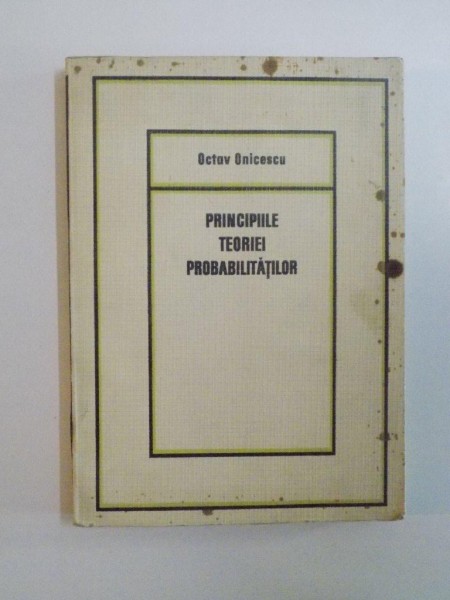 Octav Onicescu
PRINCIPIILE
TEORIEI
PROBABILITĂȚILOR